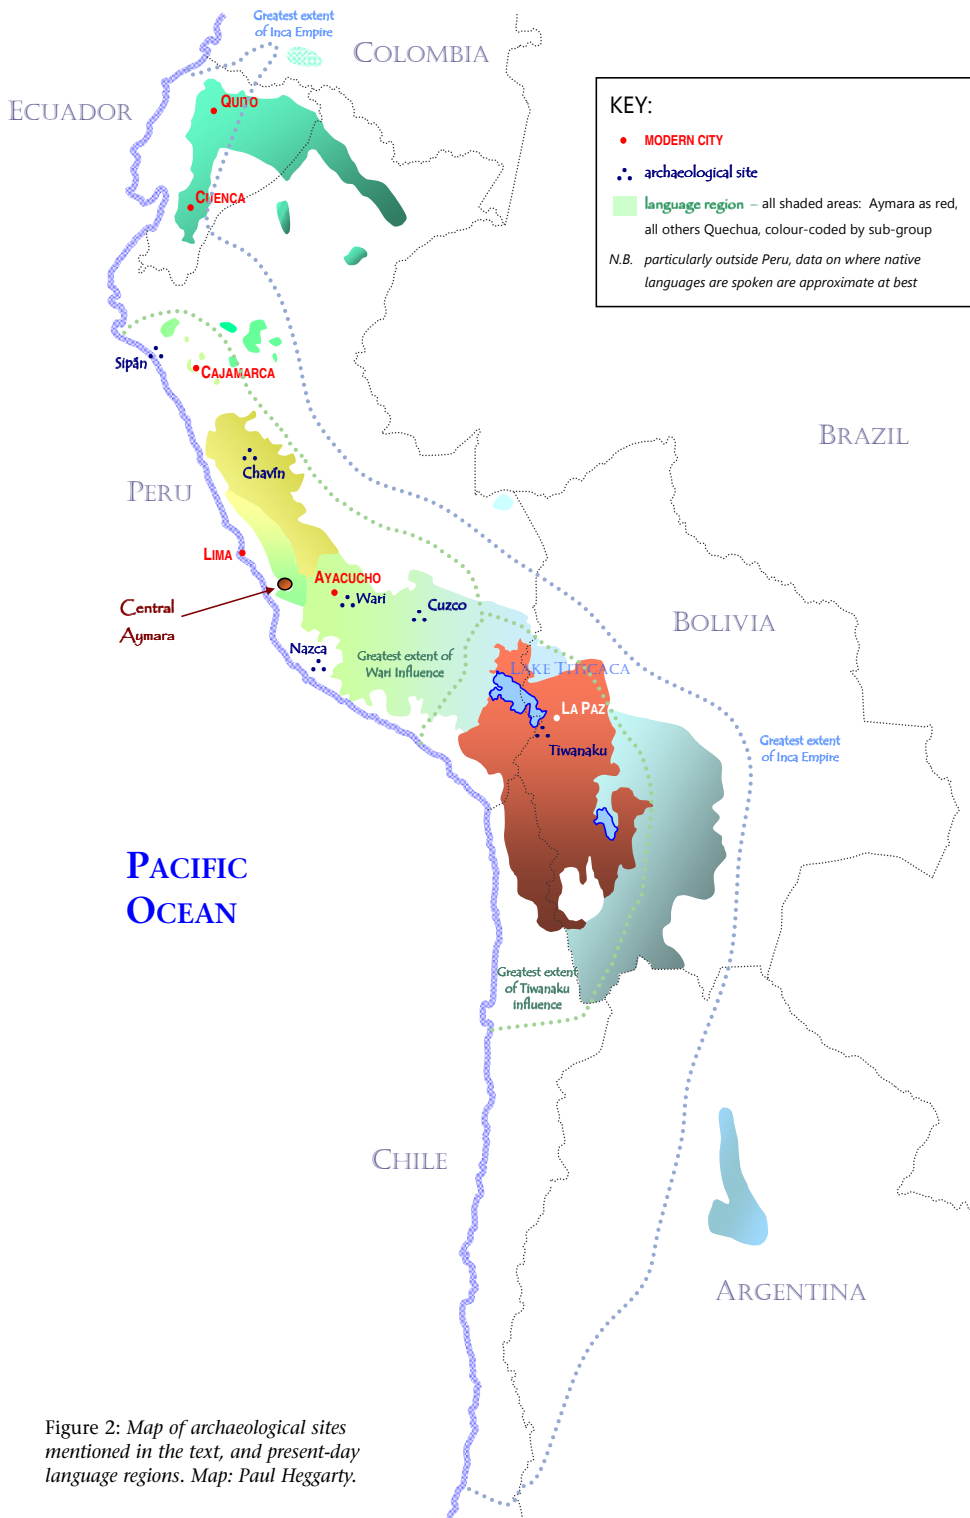 Greatest extent
of Inca Empire
COLOMBIA
ECUADOR
QUITO
CUENCA
KEY:
MODERN CITY
archaeological site
language region – all shaded areas: Aymara as red,
all others Quechua, colour-coded by sub-group
N.B. particularly outside Peru, data on where native
languages are spoken are approximate at best
Sipán
CAJAMARCA
BRAZIL
Chavín
PERU
LIMA
AYACUCHO
Wari
Cuzco
Central
Aymara
BOLIVIA
Nazca
Greatest extent of
Wari Influence
LAKE TITICACA
LA PAZ
Tiwanaku
Greatest extent
of Inca Empire
PACIFIC
OCEAN
Greatest extent
of Tiwanaku
influence
CHILE
ARGENTINA
Figure 2: Map of archaeological sites
mentioned in the text, and present-day
language regions. Map: Paul Heggarty.